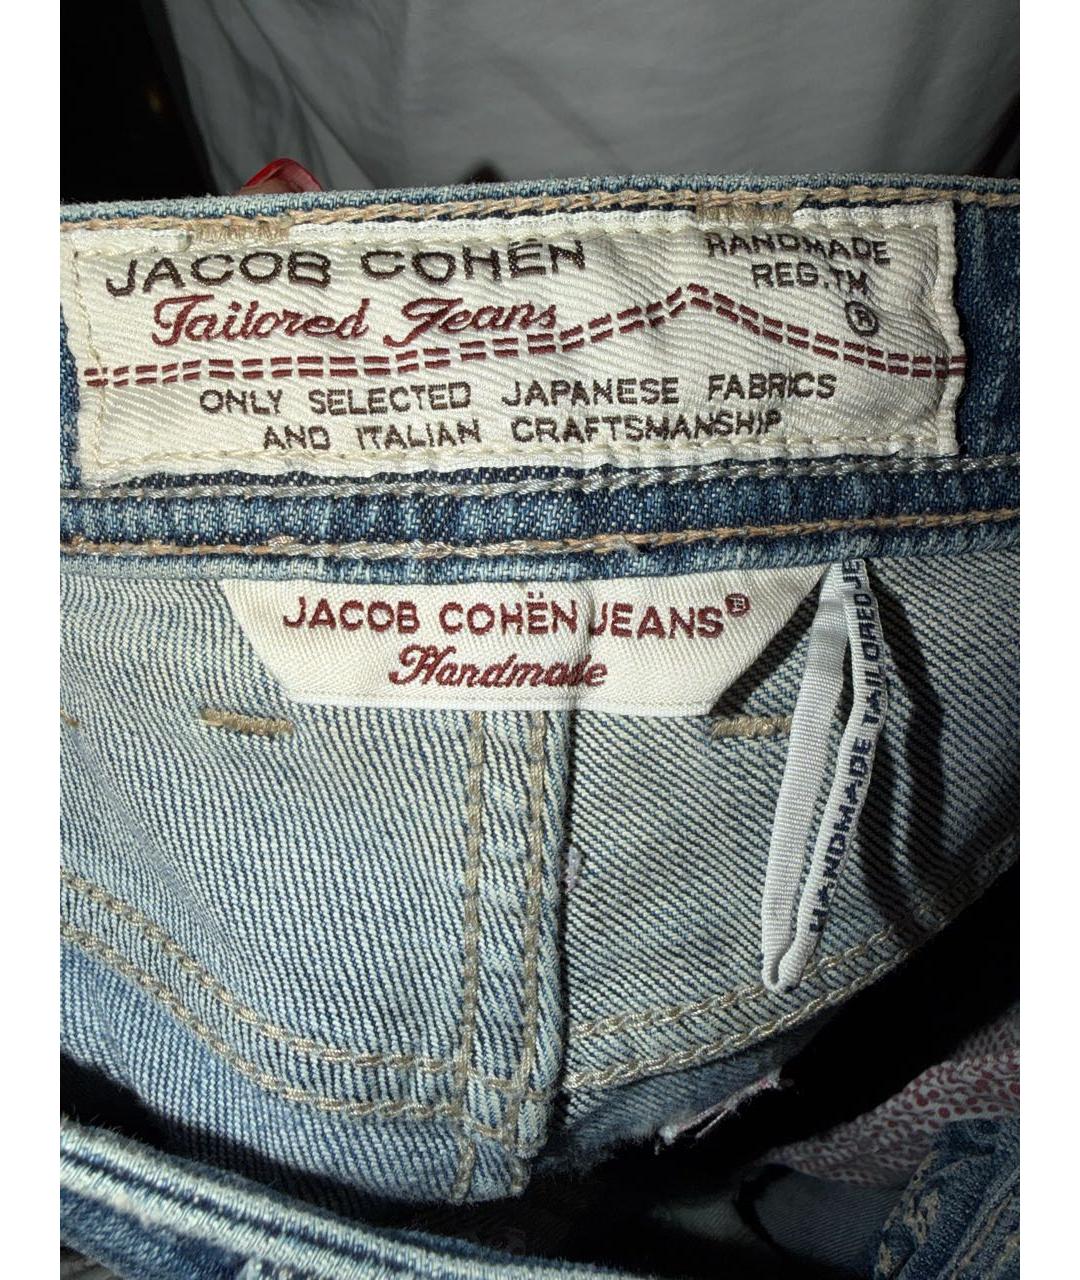 JACOB COHËN
Tailored Jeans
HANDMADE
REG.TM
®
ONLY SELECTED JAPANESE FABRICS
AND ITALIAN CRAFTSMANSHIP
JACOB COHËN JEANS®
Handmade
HANDMADE TAILORED JE